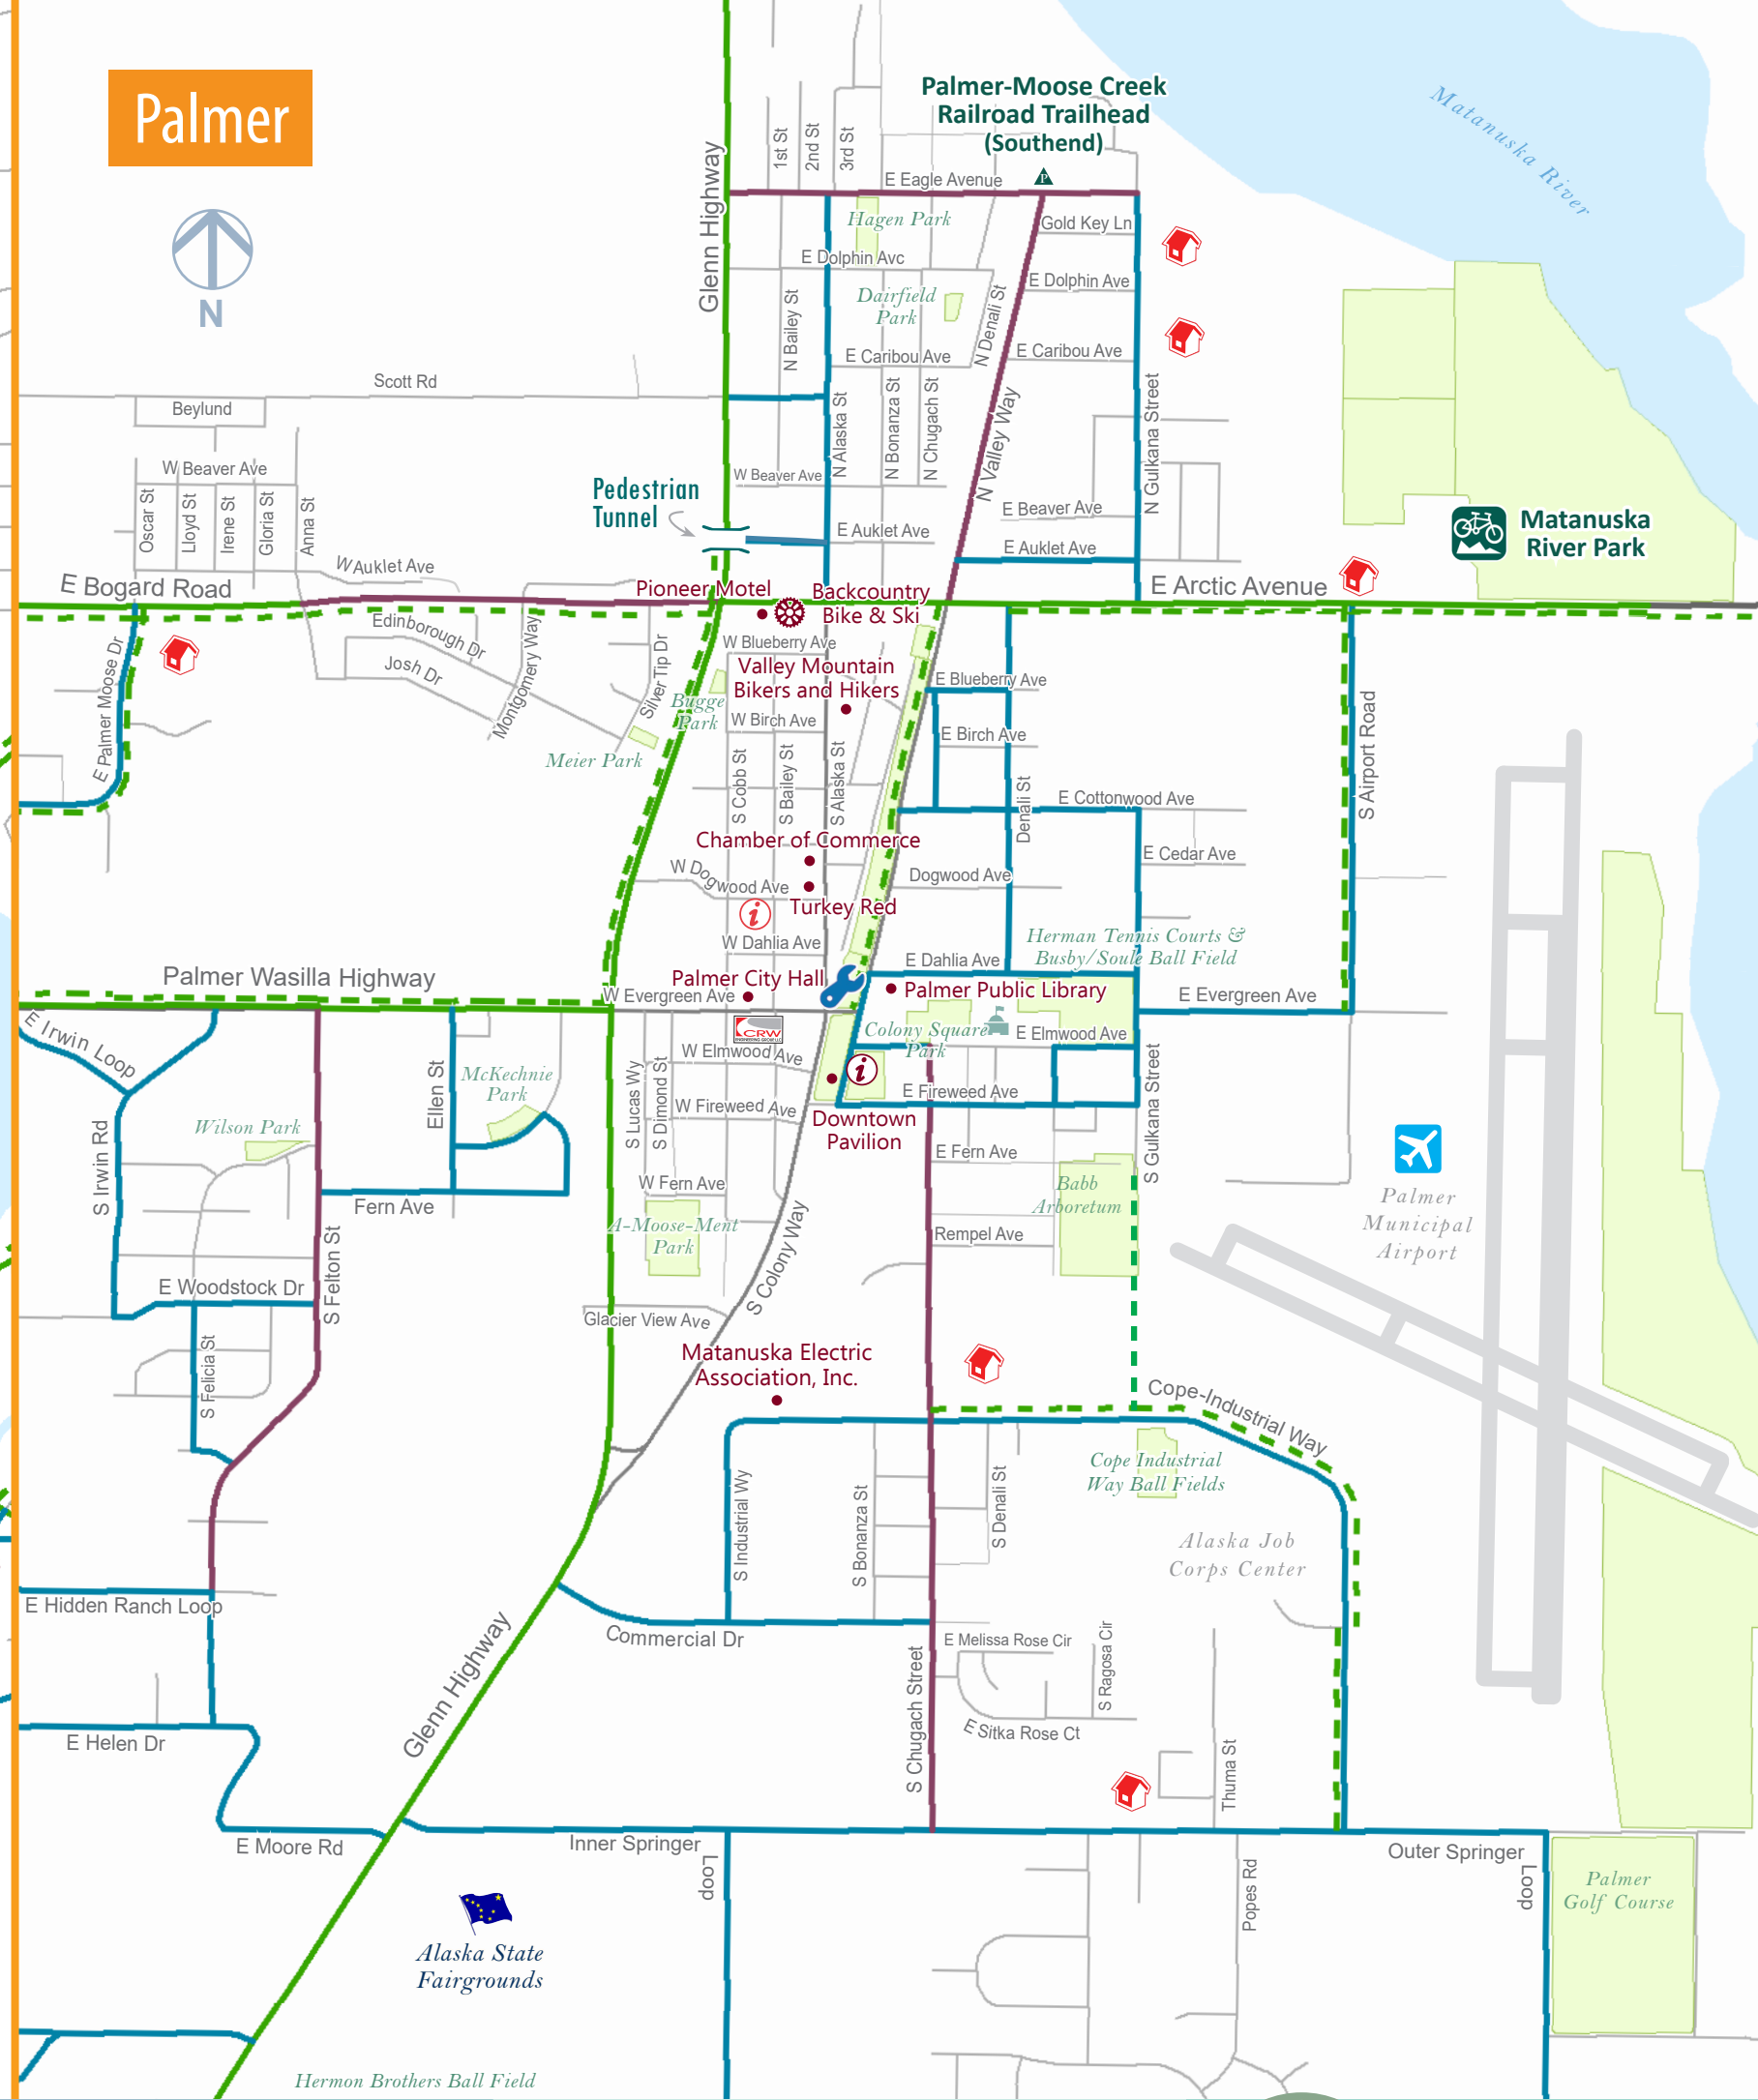 Palmer
N
Palmer-Moose Creek
Railroad Trailhead
(Southend)
P
Matanuska River
Glenn Highway
1st St
2nd St
3rd St
E Eagle Avenue
Hagen Park
Gold Key Ln
E Dolphin Avc
E Dolphin Ave
Dairfield
Park
N Bailey St
N Denali St
E Caribou Ave
E Caribou Ave
Scott Rd
Beylund
N Alaska St
N Bonanza St
N Chugach St
N Valley Way
N Gulkana Street
W Beaver Ave
W Beaver Ave
Oscar St
Lloyd St
Irene St
Gloria St
Anna St
Pedestrian
Tunnel
E Beaver Ave
E Auklet Ave
E Auklet Ave
W Auklet Ave
Matanuska
River Park
E Bogard Road
E Arctic Avenue
Pioneer Motel
Backcountry
Bike & Ski
Edinborough Dr
Josh Dr
Montgomery Way
Silver Tip Dr
E Palmer Moose Dr
W Blueberry Ave
Valley Mountain
Bikers and Hikers
E Blueberry Ave
Bugge
Park
W Birch Ave
E Birch Ave
Meier Park
S Cobb St
S Bailey St
S Alaska St
Denali St
E Cottonwood Ave
S Airport Road
Chamber of Commerce
E Cedar Ave
W Dogwood Ave
Dogwood Ave
i
Turkey Red
W Dahlia Ave
E Dahlia Ave
Herman Tennis Courts &
Busby/Soule Ball Field
Palmer Wasilla Highway
Palmer City Hall
Palmer Public Library
W Evergreen Ave
E Evergreen Ave
CRW
E Irwin Loop
Colony Square
Park
E Elmwood Ave
W Elmwood Ave
Ellen St
McKechnie
Park
S Lucas Wy
S Dimond St
i
E Fireweed Ave
W Fireweed Ave
S Gulkana Street
Wilson Park
S Irwin Rd
Downtown
Pavilion
E Fern Ave
W Fern Ave
Babb
Arboretum
Fern Ave
A-Moose-Ment
Park
Rempel Ave
Palmer
Municipal
Airport
S Felton St
S Colony Way
E Woodstock Dr
Glacier View Ave
S Felicia St
Matanuska Electric
Association, Inc.
Cope-Industrial Way
Cope Industrial
Way Ball Fields
S Industrial Wy
S Bonanza St
S Denali St
Alaska Job
Corps Center
E Hidden Ranch Loop
Commercial Dr
Glenn Highway
S Chugach Street
E Melissa Rose Cir
S Ragosa Cir
E Sitka Rose Ct
Thuma St
E Helen Dr
E Moore Rd
Inner Springer
Loop
Outer Springer
Loop
Popes Rd
Palmer
Golf Course
Alaska State
Fairgrounds
Hermon Brothers Ball Field